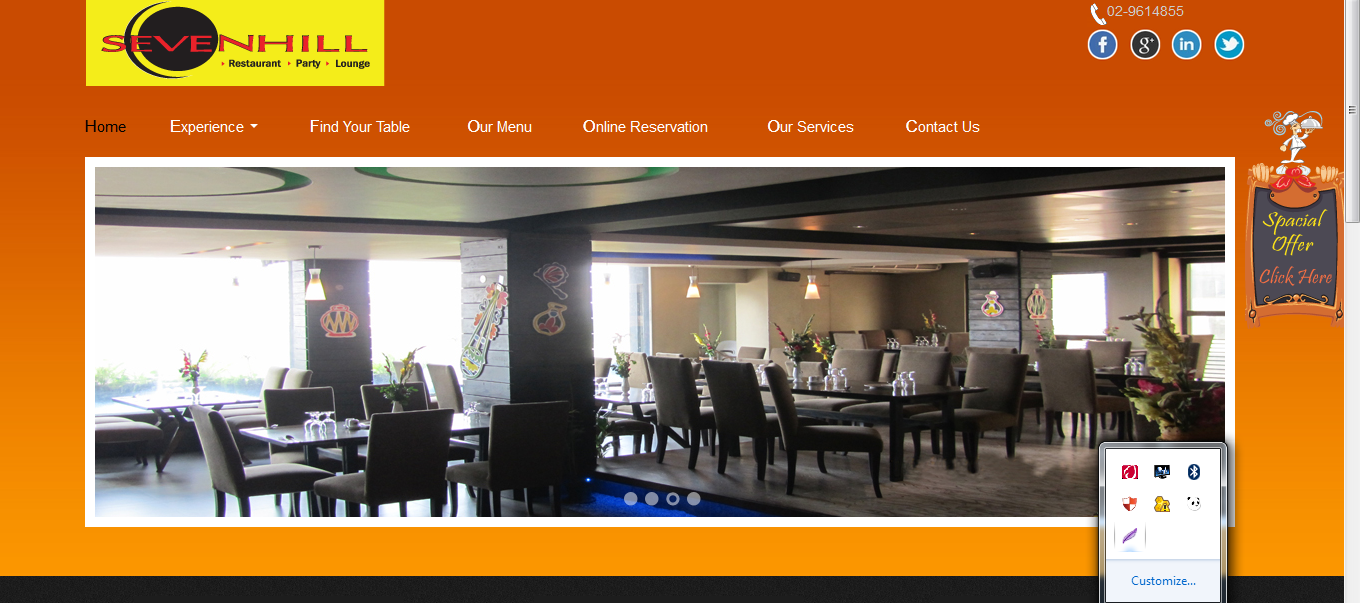 SEVENHILL
Restaurant Party Lounge
02-9614855
Home Experience Find Your Table Our Menu Online Reservation Our Services Contact Us
Spacial
Offer
Click Here
Customize...